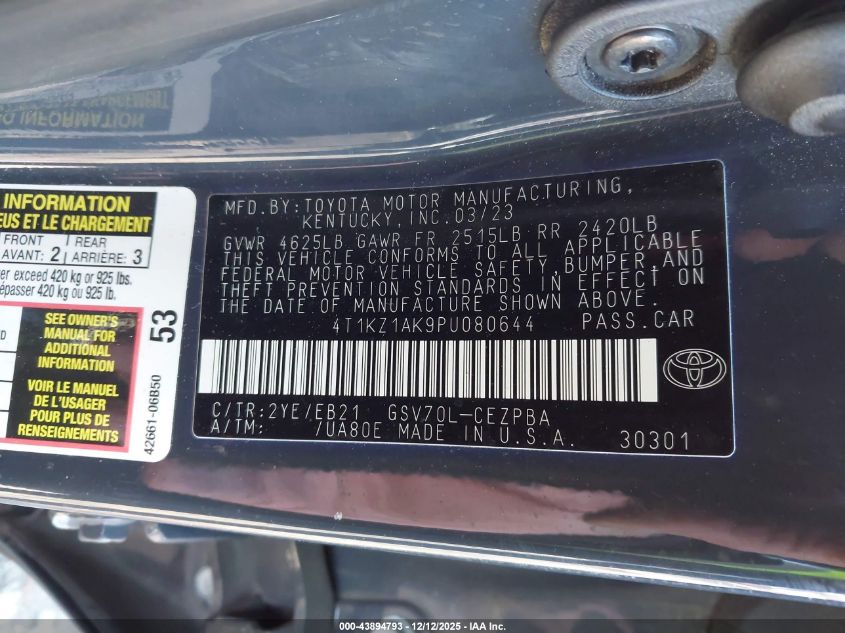 INFORMATION
INFORMATION
EUS ET LE CHARGEMENT
FRONT
AVANT: 2
REAR
ARRIÈRE: 3
er exceed 420 kg or 925 lbs.
épasser 420 kg ou 925 lb.
SEE OWNER'S
MANUAL FOR
ADDITIONAL
INFORMATION
VOIR LE MANUEL
DE L'USAGER
POUR PLUS DE
RENSEIGNEMENTS
53
42661-06B50
MFD.BY:TOYOTA MOTOR MANUFACTURING,
KENTUCKY, INC.03/23
GVWR 4625LB GAWR FR 2515LB RR 2420LB
THIS VEHICLE CONFORMS TO ALL APPLICABLE
FEDERAL MOTOR VEHICLE SAFETY,BUMPER,AND
THEFT PREVENTION STANDARDS IN EFFECT ON
THE DATE OF MANUFACTURE SHOWN ABOVE.
4T1KZ1AK9PU080644 PASS.CAR
C/TR:2YE/EB21 GSV70L-CEZPBA
A/TM: /UA80E MADE IN U.S.A. 30301
000-43894793 - 12/12/2025 - IAA Inc.